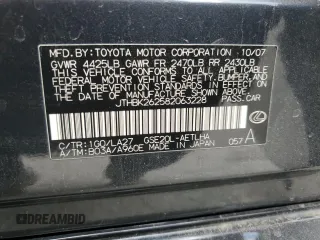 MFD.BY:TOYOTA MOTOR CORPORATION 10/07
GVWR 4425LB GAWR FR 2470LB RR 2430LB
THIS VEHICLE CONFORMS TO ALL APPLICABLE
FEDERAL MOTOR VEHICLE SAFETY, BUMPER, AND
THEFT PREVENTION STANDARDS IN EFFECT ON THE
DATE OF MANUFACTURE SHOWN ABOVE.
JTHBK262582063228 PASS.CAR
C/TR:100/LA27 GSE20L-AETLHA
A/TM:B03A/A960E MADE IN JAPAN 057 A
DREAMBID